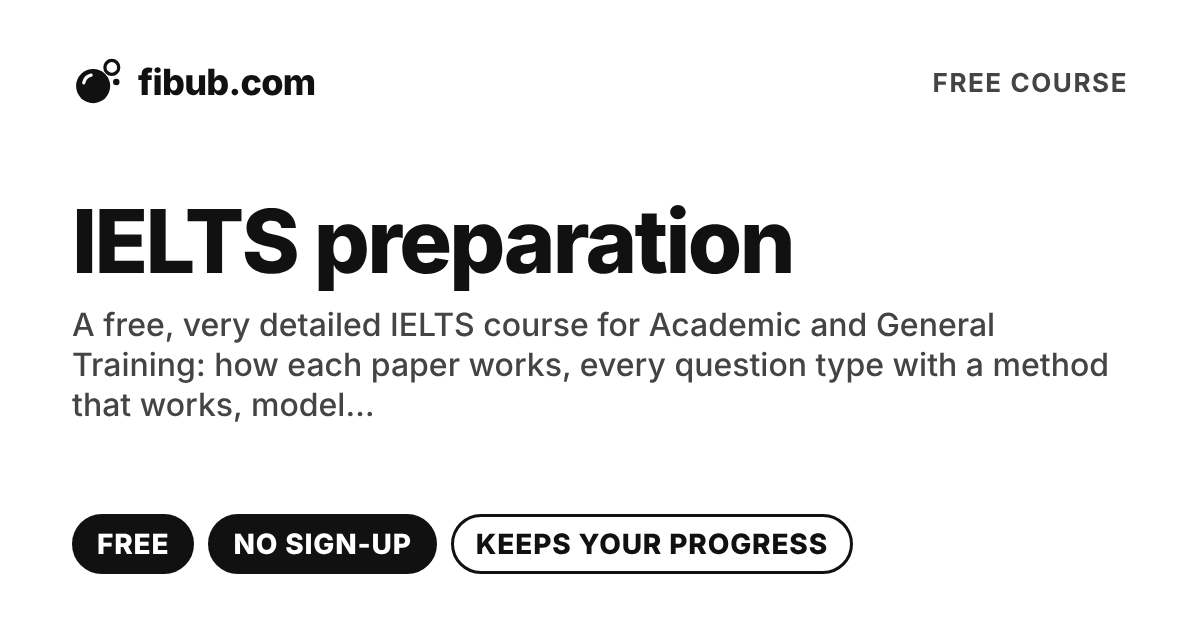 fibub.com
FREE COURSE
IELTS preparation
A free, very detailed IELTS course for Academic and General
Training: how each paper works, every question type with a method
that works, model…
FREE
NO SIGN-UP
KEEPS YOUR PROGRESS